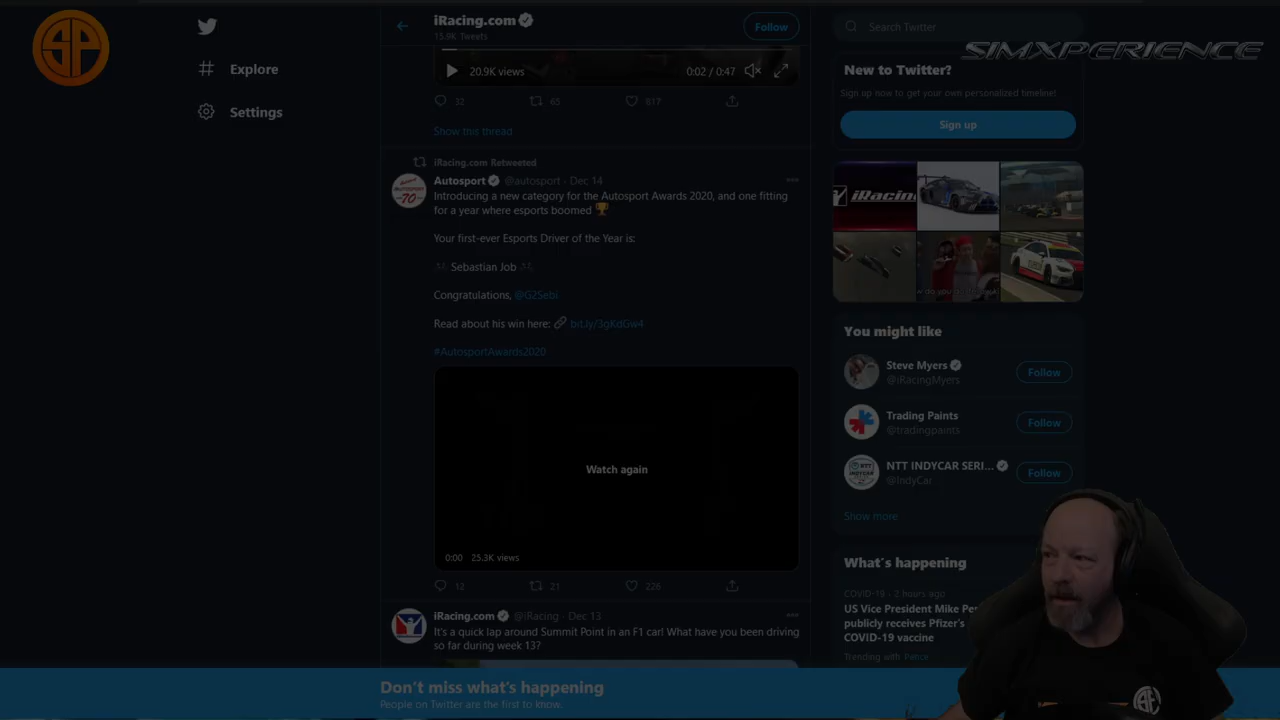 SP
Explore
Settings
iRacing.com
15.9K Tweets
Follow
20.9K views
0:02 / 0:47
32
65
817
Show this thread
iRacing.com Retweeted
Autosport @autosport · Dec 14
Introducing a new category for the Autosport Awards 2020, and one fitting
for a year where esports boomed
Your first-ever Esports Driver of the Year is:
Sebastian Job
Congratulations, @G2Sebi
Read about his win here: bit.ly/3gKdGw4
#AutosportAwards2020
Watch again
0:00 25.3K views
12
21
226
iRacing.com @iRacing · Dec 13
It's a quick lap around Summit Point in an F1 car! What have you been driving
so far during week 13?
Search Twitter
SIMXPERIENCE
New to Twitter?
Sign up now to get your own personalized timeline!
Sign up
iRacing
You might like
Steve Myers
@iRacingMyers
Follow
Trading Paints
@tradingpaints
Follow
NTT INDYCAR SERI...
@IndyCar
Follow
Show more
What's happening
COVID-19 · 2 hours ago
US Vice President Mike
publicly receives Pfizer's
COVID-19 vaccine
Trending with Pence
Don't miss what's happening
People on Twitter are the first to know.